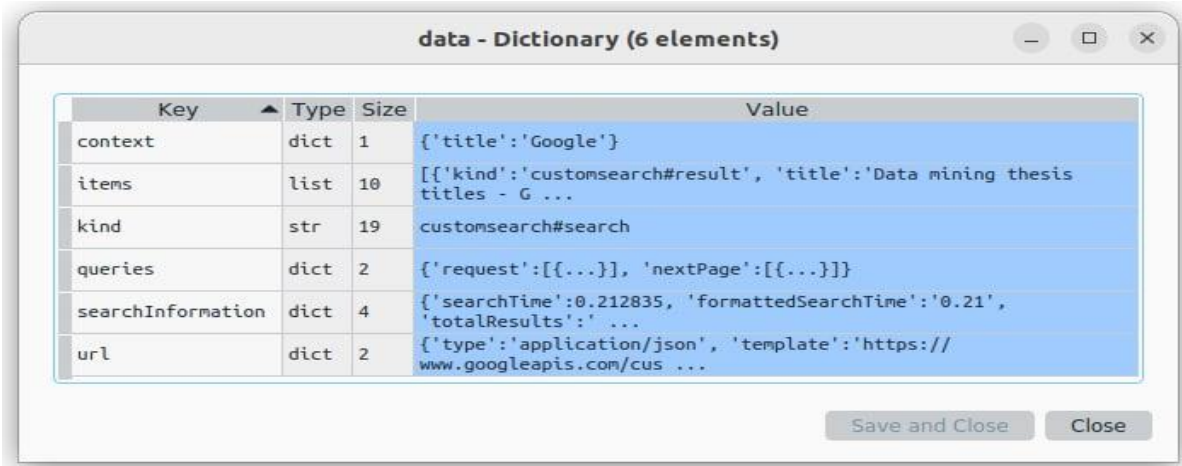 data - Dictionary (6 elements)
Key Type Size Value
context dict 1 {'title':'Google'}
items list 10 [{'kind':'customsearch#result', 'title':'Data mining thesis
titles - G ...
kind str 19 customsearch#search
queries dict 2 {'request':[{...}], 'nextPage':[{...}]}
searchInformation dict 4 {'searchTime':0.212835, 'formattedSearchTime':'0.21',
'totalResults':' ...
url dict 2 {'type':'application/json', 'template':'https://
www.googleapis.com/cus ...
Save and Close Close